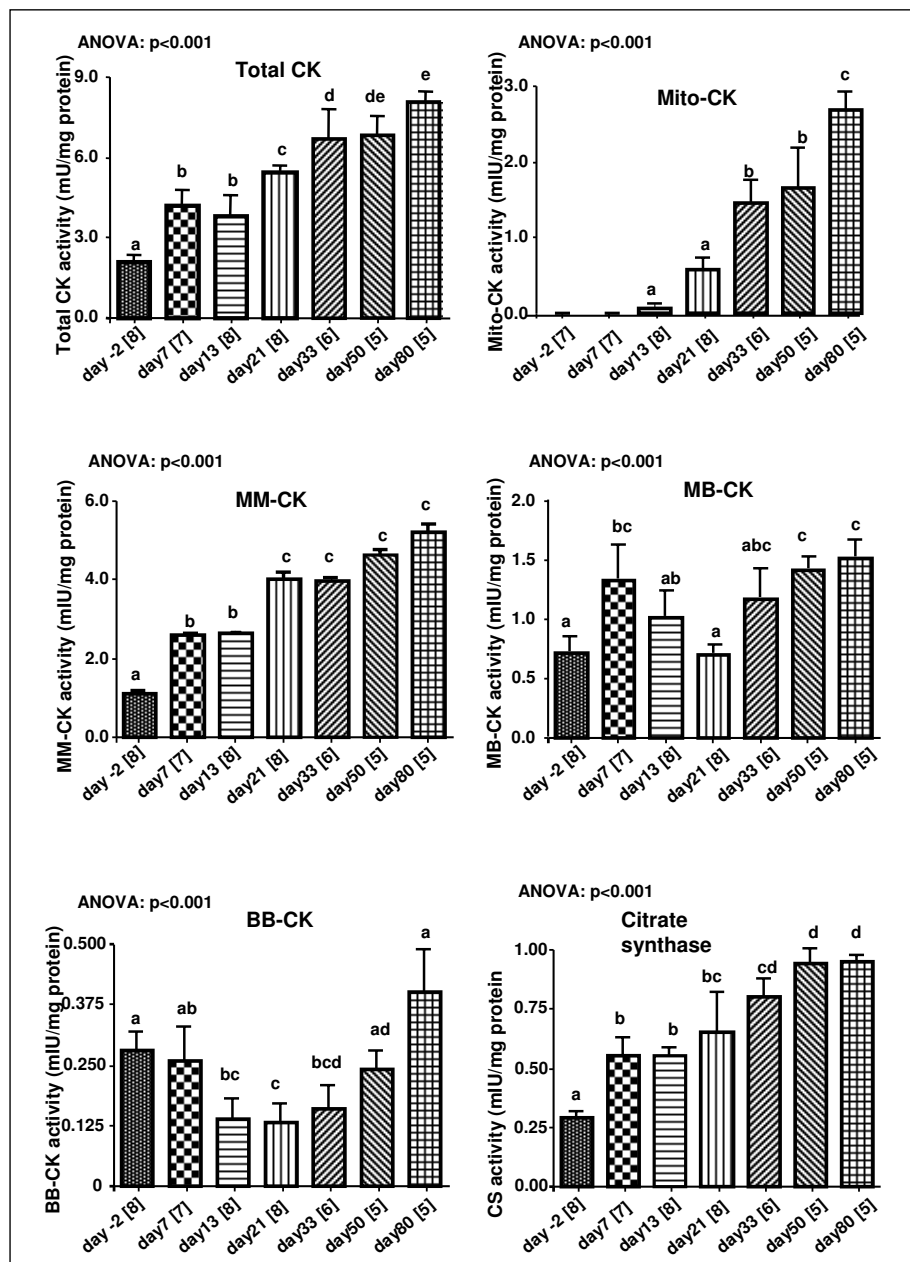 ANOVA: p<0.001
Total CK
Total CK activity (mU/mg protein)
9.0
6.0
3.0
0.0
a
b
b
c
d
de
e
day -2 [8]
day7 [7]
day13 [8]
day21 [8]
day33 [6]
day50 [5]
day80 [5]
ANOVA: p<0.001
Mito-CK
Mito-CK activity (mIU/mg protein)
3.0
2.0
1.0
0.0
a
a
b
b
c
day -2 [7]
day7 [7]
day13 [8]
day21 [8]
day33 [6]
day50 [5]
day80 [5]
ANOVA: p<0.001
MM-CK
MM-CK activity (mIU/mg protein)
6.0
4.0
2.0
0.0
a
b
b
c
c
c
c
day -2 [8]
day7 [7]
day13 [8]
day21 [8]
day33 [6]
day50 [5]
day80 [5]
ANOVA: p<0.001
MB-CK
MB-CK activity (mIU/mg protein)
2.0
1.5
1.0
0.5
0.0
a
bc
ab
a
abc
c
c
day -2 [8]
day7 [7]
day13 [8]
day21 [8]
day33 [6]
day50 [5]
day80 [5]
ANOVA: p<0.001
BB-CK
BB-CK activity (mIU/mg protein)
0.500
0.375
0.250
0.125
0
a
ab
bc
c
bcd
ad
a
day -2 [8]
day7 [7]
day13 [8]
day21 [8]
day33 [6]
day50 [5]
day80 [5]
ANOVA: p<0.001
Citrate
synthase
CS activity (mIU/mg protein
1.00
0.75
0.50
0.25
0.00
a
b
b
bc
cd
d
d
day -2 [8]
day7 [7]
day13 [8]
day21 [8]
day33 [6]
day50 [5]
day80 [5]